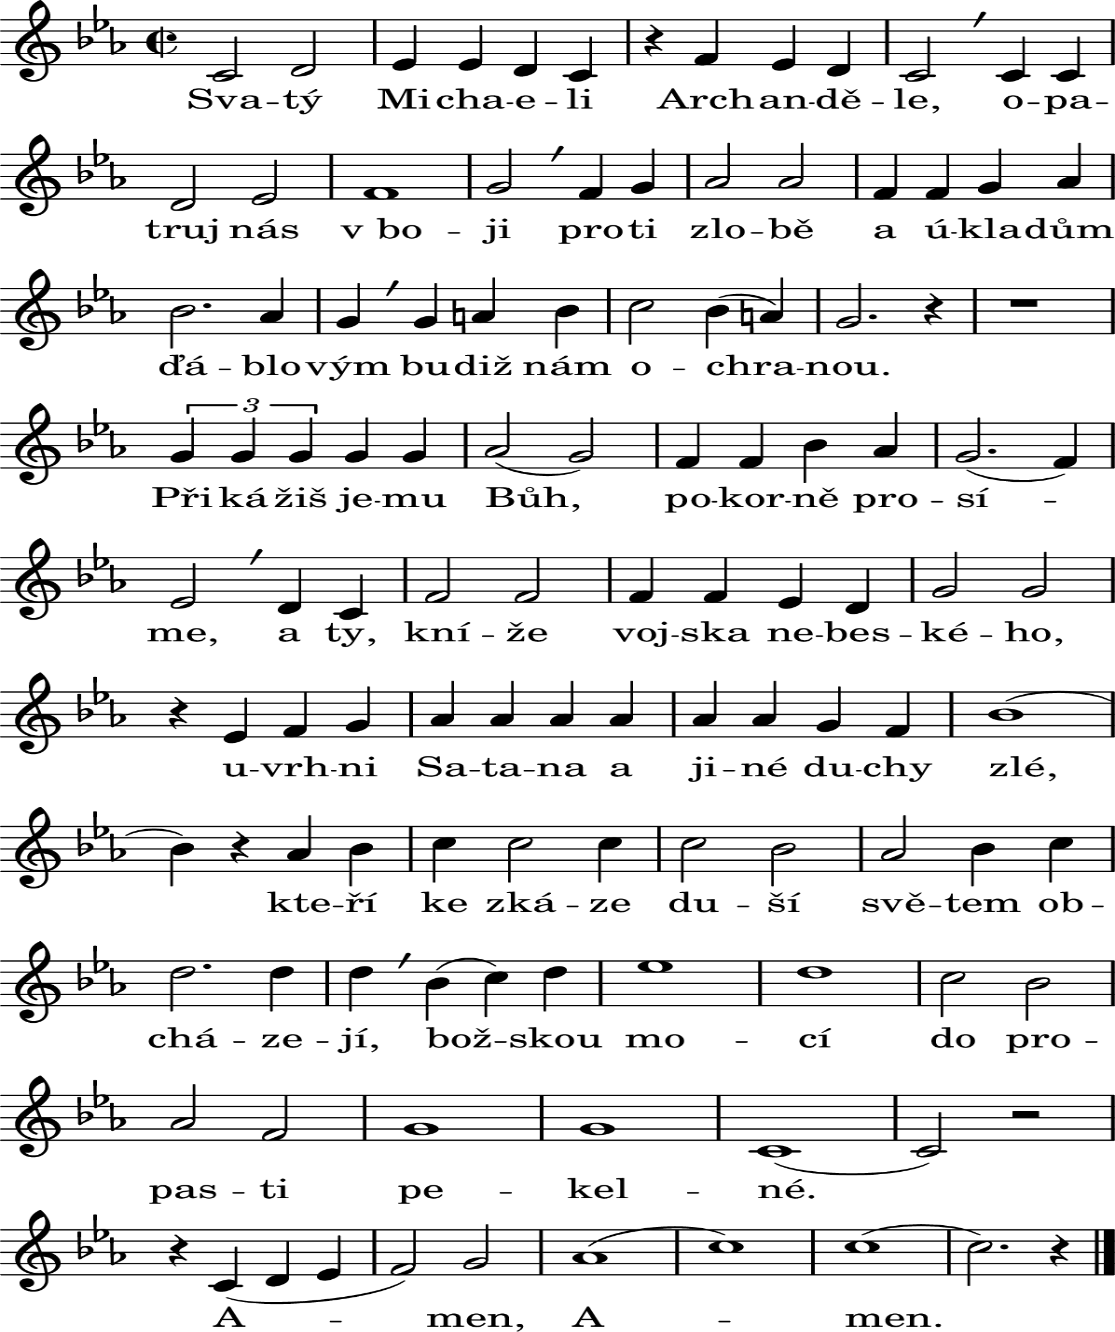 Sva - tý Mi - cha - e - li Arch - an - dě - le, o - pa -
truj nás v bo - ji pro - ti zlo - bě a ú - kla - dům
ďá - blo - vým bu - diž nám o - chra - nou.
3
Při - ká - žiš je - mu Bůh, po - kor - ně pro - sí -
me, a ty, kní - že voj - ska ne - bes - ké - ho,
u - vrh - ni Sa - ta - na a ji - né du - chy zlé,
kte - ří ke zká - ze du - ší svě - tem ob -
chá - ze - jí, bož - skou mo - cí do pro -
pas - ti pe - kel - né.
A - men, A - men.